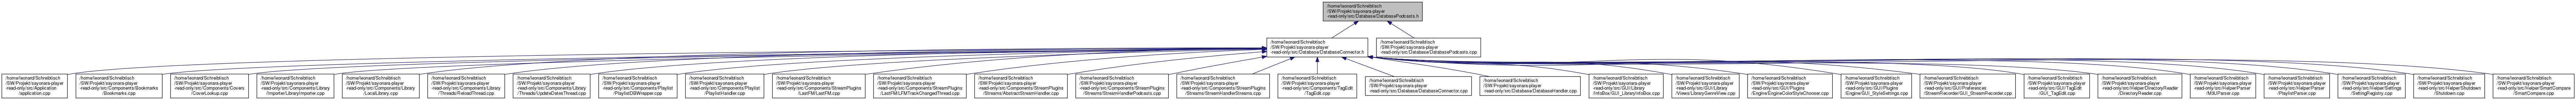 /home/leonard/Schreibtisch
/SW/Projekt/sayonara-player
-read-only/src/Database/DatabasePodcasts.h
/home/leonard/Schreibtisch
/SW/Projekt/sayonara-player
-read-only/src/Database/DatabaseConnector.h
/home/leonard/Schreibtisch
/SW/Projekt/sayonara-player
-read-only/src/Database/DatabasePodcasts.cpp
/home/leonard/Schreibtisch
/SW/Projekt/sayonara-player
-read-only/src/Application
/application.cpp
/home/leonard/Schreibtisch
/SW/Projekt/sayonara-player
-read-only/src/Components/Bookmarks
/Bookmarks.cpp
/home/leonard/Schreibtisch
/SW/Projekt/sayonara-player
-read-only/src/Components/Covers
/CoverLookup.cpp
/home/leonard/Schreibtisch
/SW/Projekt/sayonara-player
-read-only/src/Components/Library
/Importer/LibraryImporter.cpp
/home/leonard/Schreibtisch
/SW/Projekt/sayonara-player
-read-only/src/Components/Library
/LocalLibrary.cpp
/home/leonard/Schreibtisch
/SW/Projekt/sayonara-player
-read-only/src/Components/Library
/Threads/ReloadThread.cpp
/home/leonard/Schreibtisch
/SW/Projekt/sayonara-player
-read-only/src/Components/Library
/Threads/UpdateDatesThread.cpp
/home/leonard/Schreibtisch
/SW/Projekt/sayonara-player
-read-only/src/Components/Playlist
/PlaylistDBWrapper.cpp
/home/leonard/Schreibtisch
/SW/Projekt/sayonara-player
-read-only/src/Components/Playlist
/PlaylistHandler.cpp
/home/leonard/Schreibtisch
/SW/Projekt/sayonara-player
-read-only/src/Components/StreamPlugins
/LastFM/LastFM.cpp
/home/leonard/Schreibtisch
/SW/Projekt/sayonara-player
-read-only/src/Components/StreamPlugins
/LastFM/LFMTrackChangedThread.cpp
/home/leonard/Schreibtisch
/SW/Projekt/sayonara-player
-read-only/src/Components/StreamPlugins
/Streams/AbstractStreamHandler.cpp
/home/leonard/Schreibtisch
/SW/Projekt/sayonara-player
-read-only/src/Components/StreamPlugins
/Streams/StreamHandlerPodcasts.cpp
/home/leonard/Schreibtisch
/SW/Projekt/sayonara-player
-read-only/src/Components/StreamPlugins
/Streams/StreamHandlerStreams.cpp
/home/leonard/Schreibtisch
/SW/Projekt/sayonara-player
-read-only/src/Components/TagEdit
/TagEdit.cpp
/home/leonard/Schreibtisch
/SW/Projekt/sayonara-player
-read-only/src/Database/DatabaseConnector.cpp
/home/leonard/Schreibtisch
/SW/Projekt/sayonara-player
-read-only/src/Database/DatabaseHandler.cpp
/home/leonard/Schreibtisch
/SW/Projekt/sayonara-player
-read-only/src/GUI/Library
/InfoBox/GUI_LibraryInfoBox.cpp
/home/leonard/Schreibtisch
/SW/Projekt/sayonara-player
-read-only/src/GUI/Library
/Views/LibraryGenreView.cpp
/home/leonard/Schreibtisch
/SW/Projekt/sayonara-player
-read-only/src/GUI/Plugins
/Engine/EngineColorStyleChooser.cpp
/home/leonard/Schreibtisch
/SW/Projekt/sayonara-player
-read-only/src/GUI/Plugins
/Engine/GUI_StyleSettings.cpp
/home/leonard/Schreibtisch
/SW/Projekt/sayonara-player
-read-only/src/GUI/Preferences
/StreamRecorder/GUI_StreamRecorder.cpp
/home/leonard/Schreibtisch
/SW/Projekt/sayonara-player
-read-only/src/GUI/TagEdit
/GUI_TagEdit.cpp
/home/leonard/Schreibtisch
/SW/Projekt/sayonara-player
-read-only/src/Helper/DirectoryReader
/DirectoryReader.cpp
/home/leonard/Schreibtisch
/SW/Projekt/sayonara-player
-read-only/src/Helper/Parser
/M3UParser.cpp
/home/leonard/Schreibtisch
/SW/Projekt/sayonara-player
-read-only/src/Helper/Parser
/PlaylistParser.cpp
/home/leonard/Schreibtisch
/SW/Projekt/sayonara-player
-read-only/src/Helper/Settings
/SettingRegistry.cpp
/home/leonard/Schreibtisch
/SW/Projekt/sayonara-player
-read-only/src/Helper/Shutdown
/Shutdown.cpp
/home/leonard/Schreibtisch
/SW/Projekt/sayonara-player
-read-only/src/Helper/SmartCompare
/SmartCompare.cpp